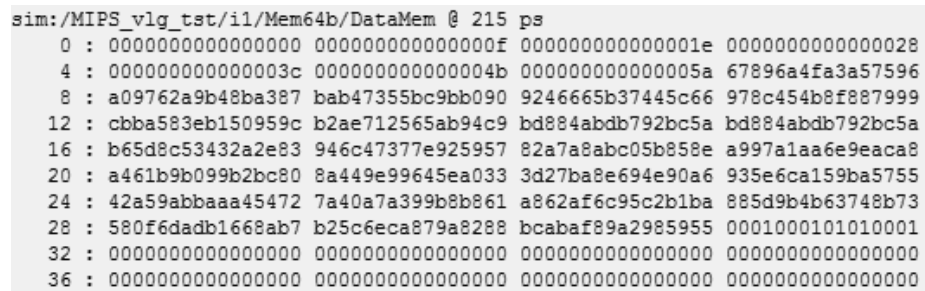 sim:/MIPS_vlg_tst/i1/Mem64b/DataMem @ 215 ps
0 : 0000000000000000 000000000000000f 000000000000001e 0000000000000028
4 : 000000000000003c 000000000000004b 000000000000005a 67896a4fa3a57596
8 : a09762a9b48ba387 bab47355bc9bb090 9246665b37445c66 978c454b8f887999
12 : cbba583eb150959c b2ae712565ab94c9 bd884abdb792bc5a bd884abdb792bc5a
16 : b65d8c53432a2e83 946c47377e925957 82a7a8abc05b858e a997a1aa6e9eaca8
20 : a461b9b099b2bc80 8a449e99645ea033 3d27ba8e694e90a6 935e6ca159ba5755
24 : 42a59abbaaa45472 7a40a7a399b8b861 a862af6c95c2b1ba 885d9b4b63748b73
28 : 580f6dadb1668ab7 b25c6eca879a8288 bcabaf89a2985955 0001000101010001
32 : 0000000000000000 0000000000000000 0000000000000000 0000000000000000
36 : 0000000000000000 0000000000000000 0000000000000000 0000000000000000